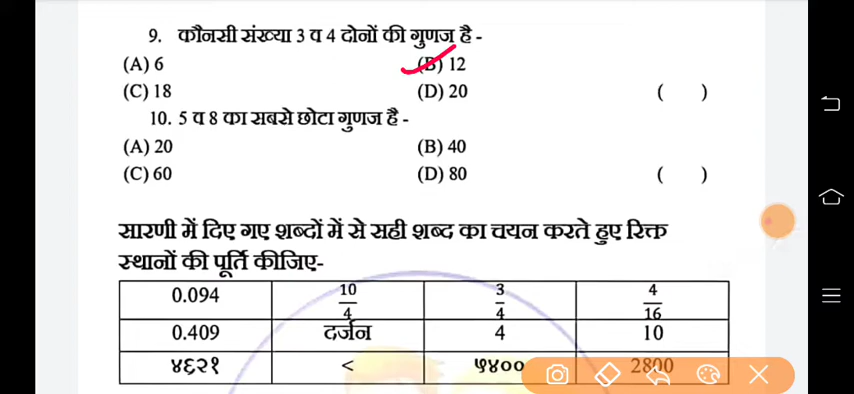 9. कौनसी संख्या 3 व 4 दोनों की गुणज है -
(A) 6 (B) 12
(C) 18 (D) 20 ( )
10. 5 व 8 का सबसे छोटा गुणज है -
(A) 20 (B) 40
(C) 60 (D) 80 ( )
सारणी में दिए गए शब्दों में से सही शब्द का चयन करते हुए रिक्त
स्थानों की पूर्ति कीजिए-
0.094 10/4 3/4 4/16
0.409 दर्जन 4 10
४६२१ < ५४०० 2800